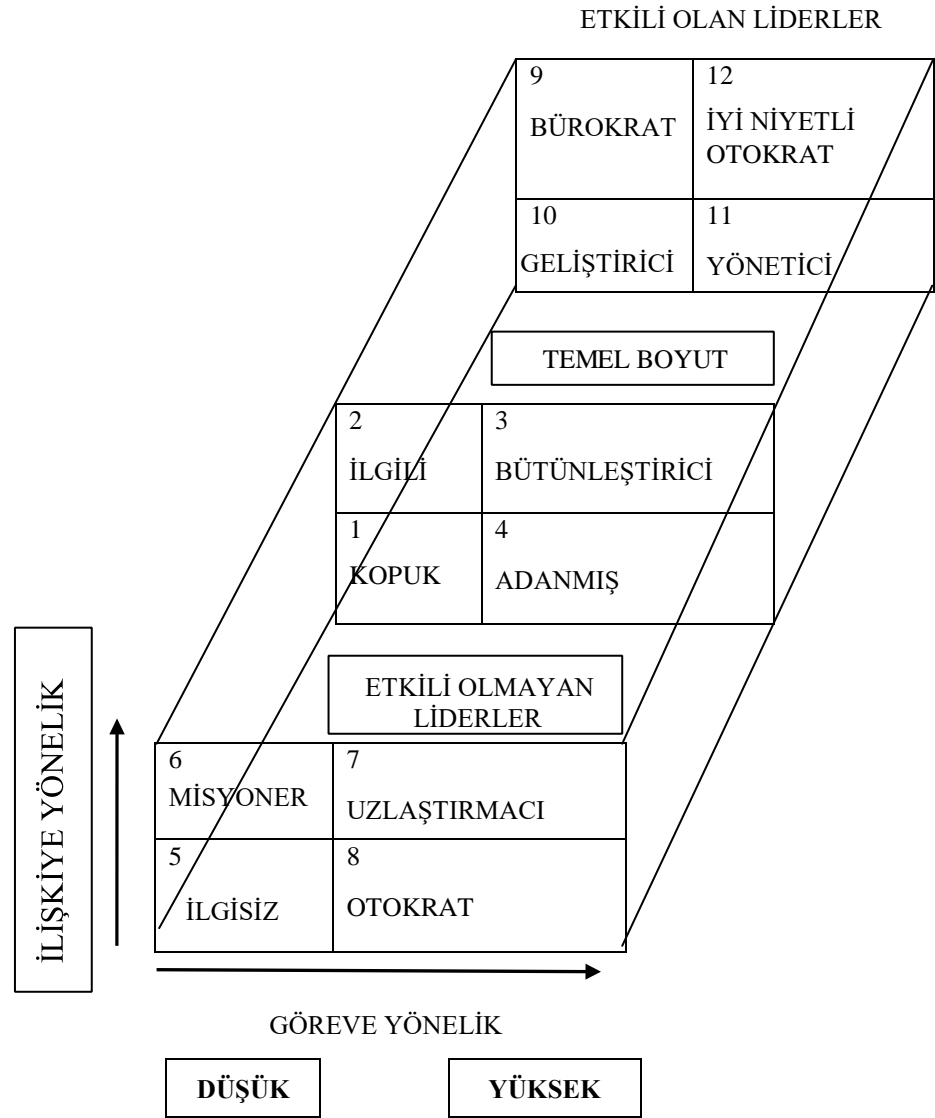 ETKİLİ OLAN LİDERLER
9
12
BÜROKRAT
İYİ NİYETLİ
OTOKRAT
10
11
GELİŞTİRİCİ
YÖNETİCİ
TEMEL BOYUT
2
3
İLGİLİ
BÜTÜNLEŞTİRİCİ
1
4
KOPUK
ADANMIŞ
ETKİLİ OLMAYAN
LİDERLER
6
7
MİSYONER
UZLAŞTIRMACI
5
8
İLGİSİZ
OTOKRAT
İLİŞKİYE YÖNELİK
GÖREVE YÖNELİK
DÜŞÜK
YÜKSEK